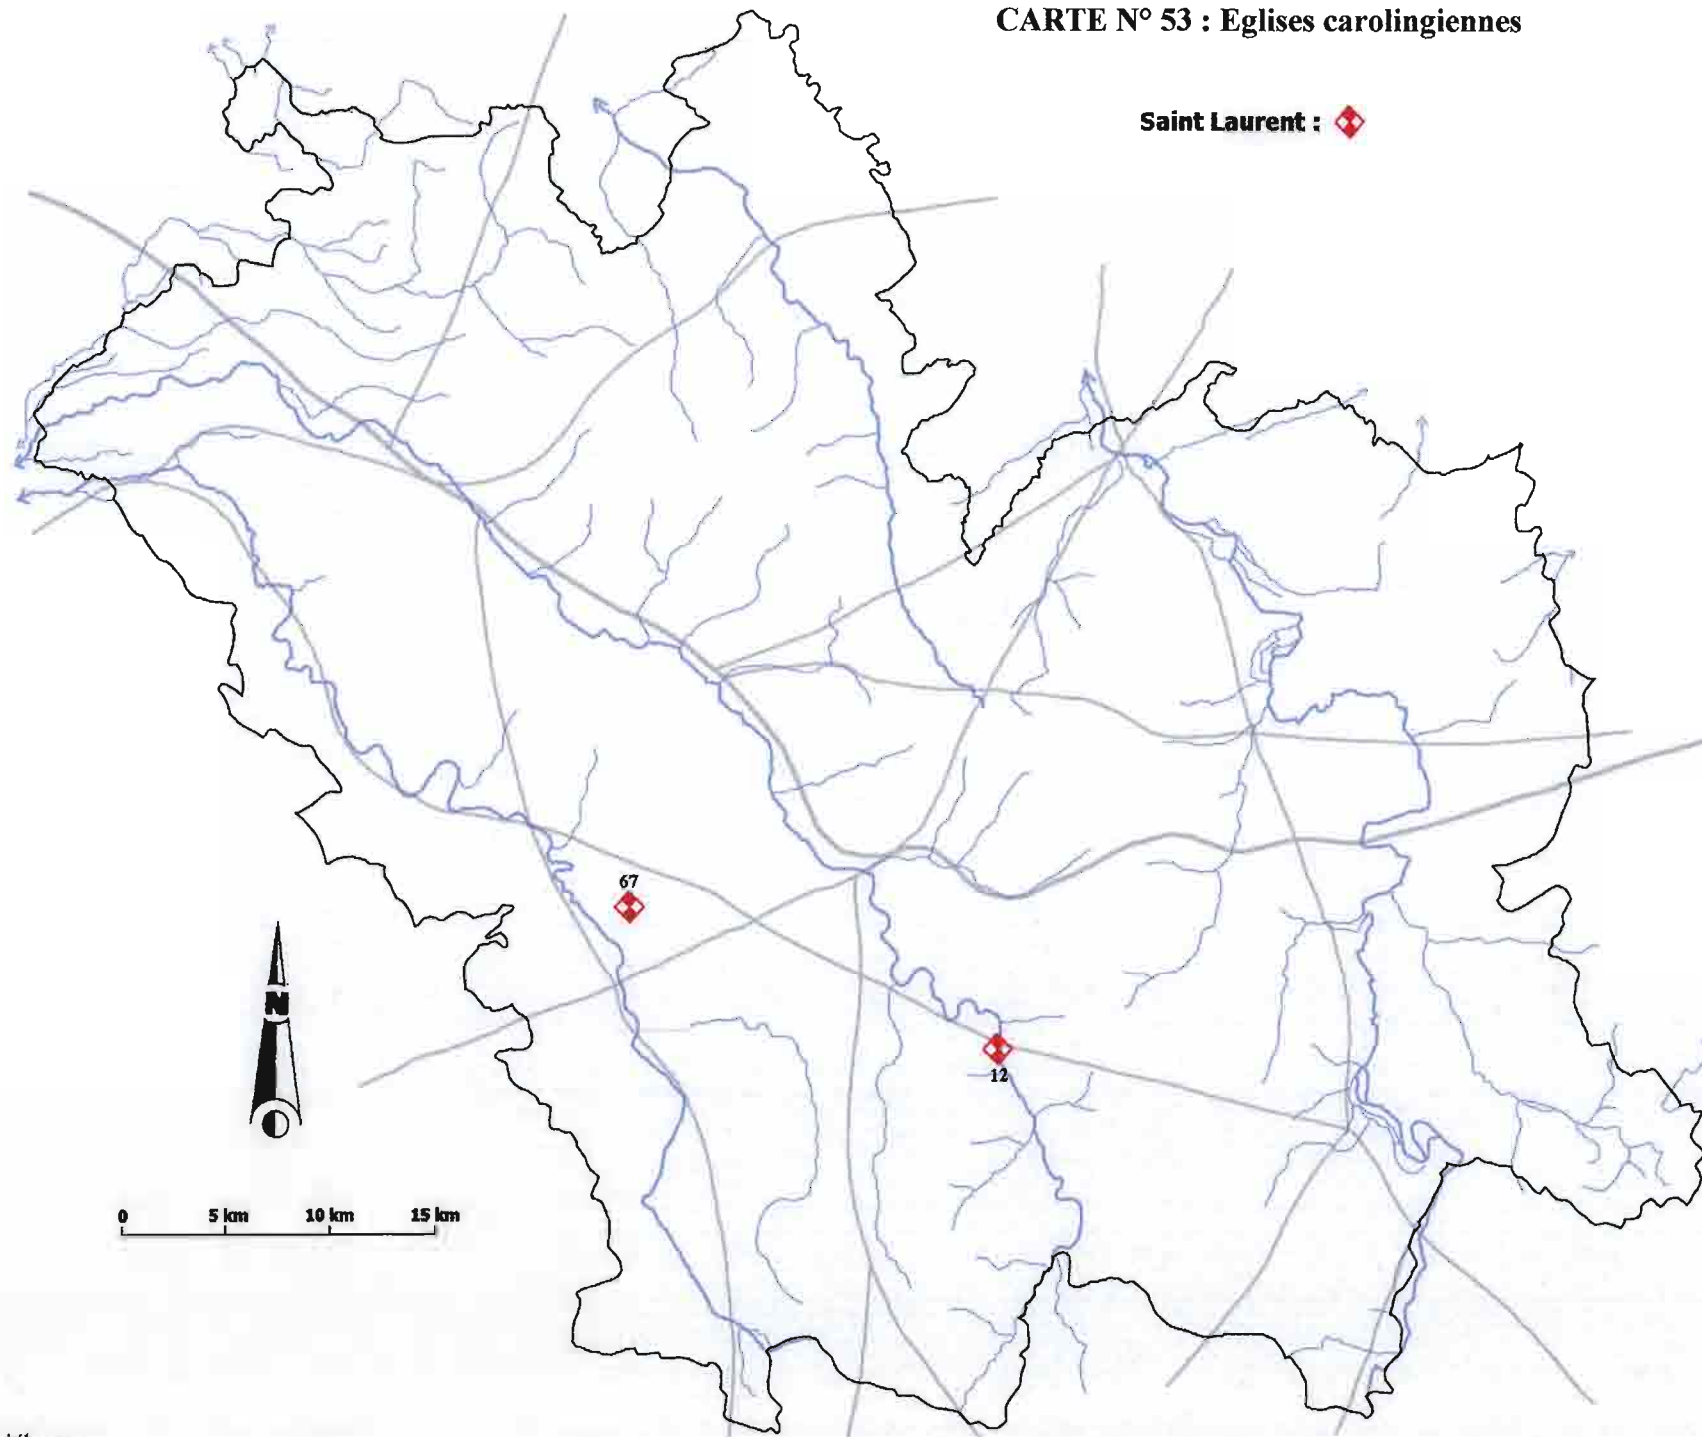 CARTE N° 53 : Eglises carolingiennes
Saint Laurent :
67
N
12
0 5 km 10 km 15 km